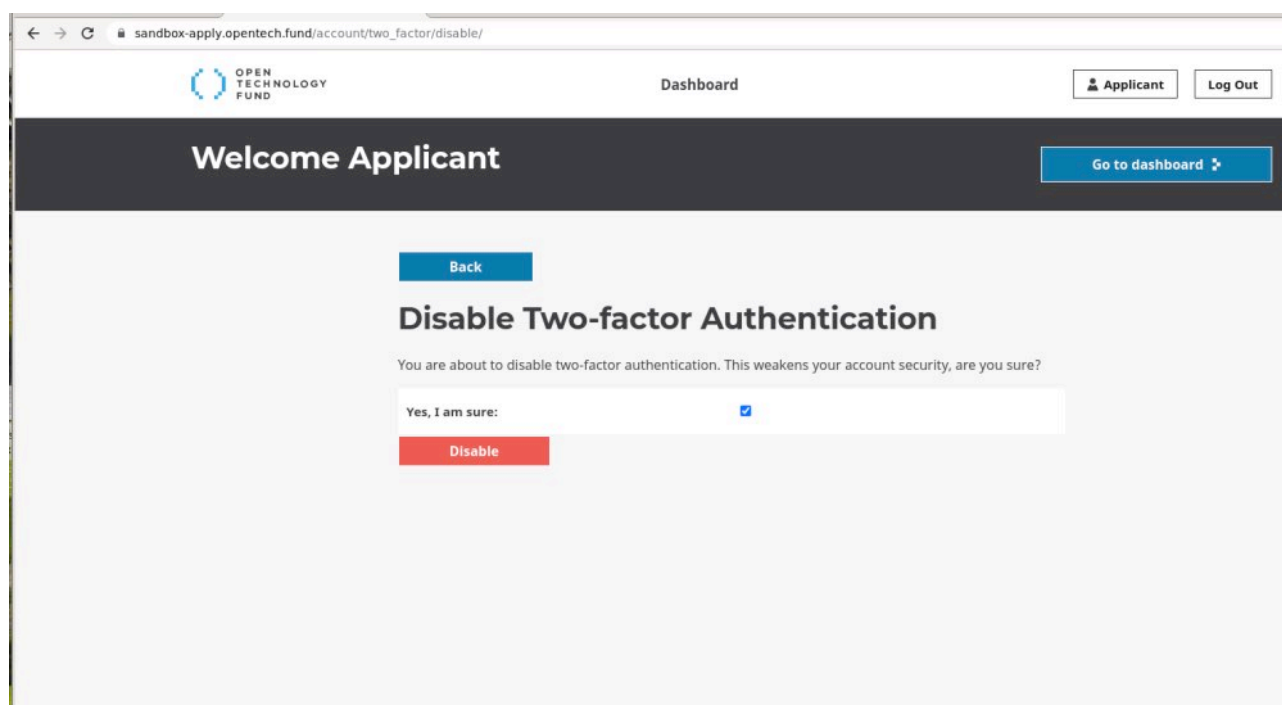 sandbox-apply.opentech.fund/account/two_factor/disable/
OPEN
TECHNOLOGY
FUND
Dashboard
Applicant
Log Out
Welcome Applicant
Go to dashboard
Back
Disable Two-factor Authentication
You are about to disable two-factor authentication. This weakens your account security, are you sure?
Yes, I am sure:
Disable